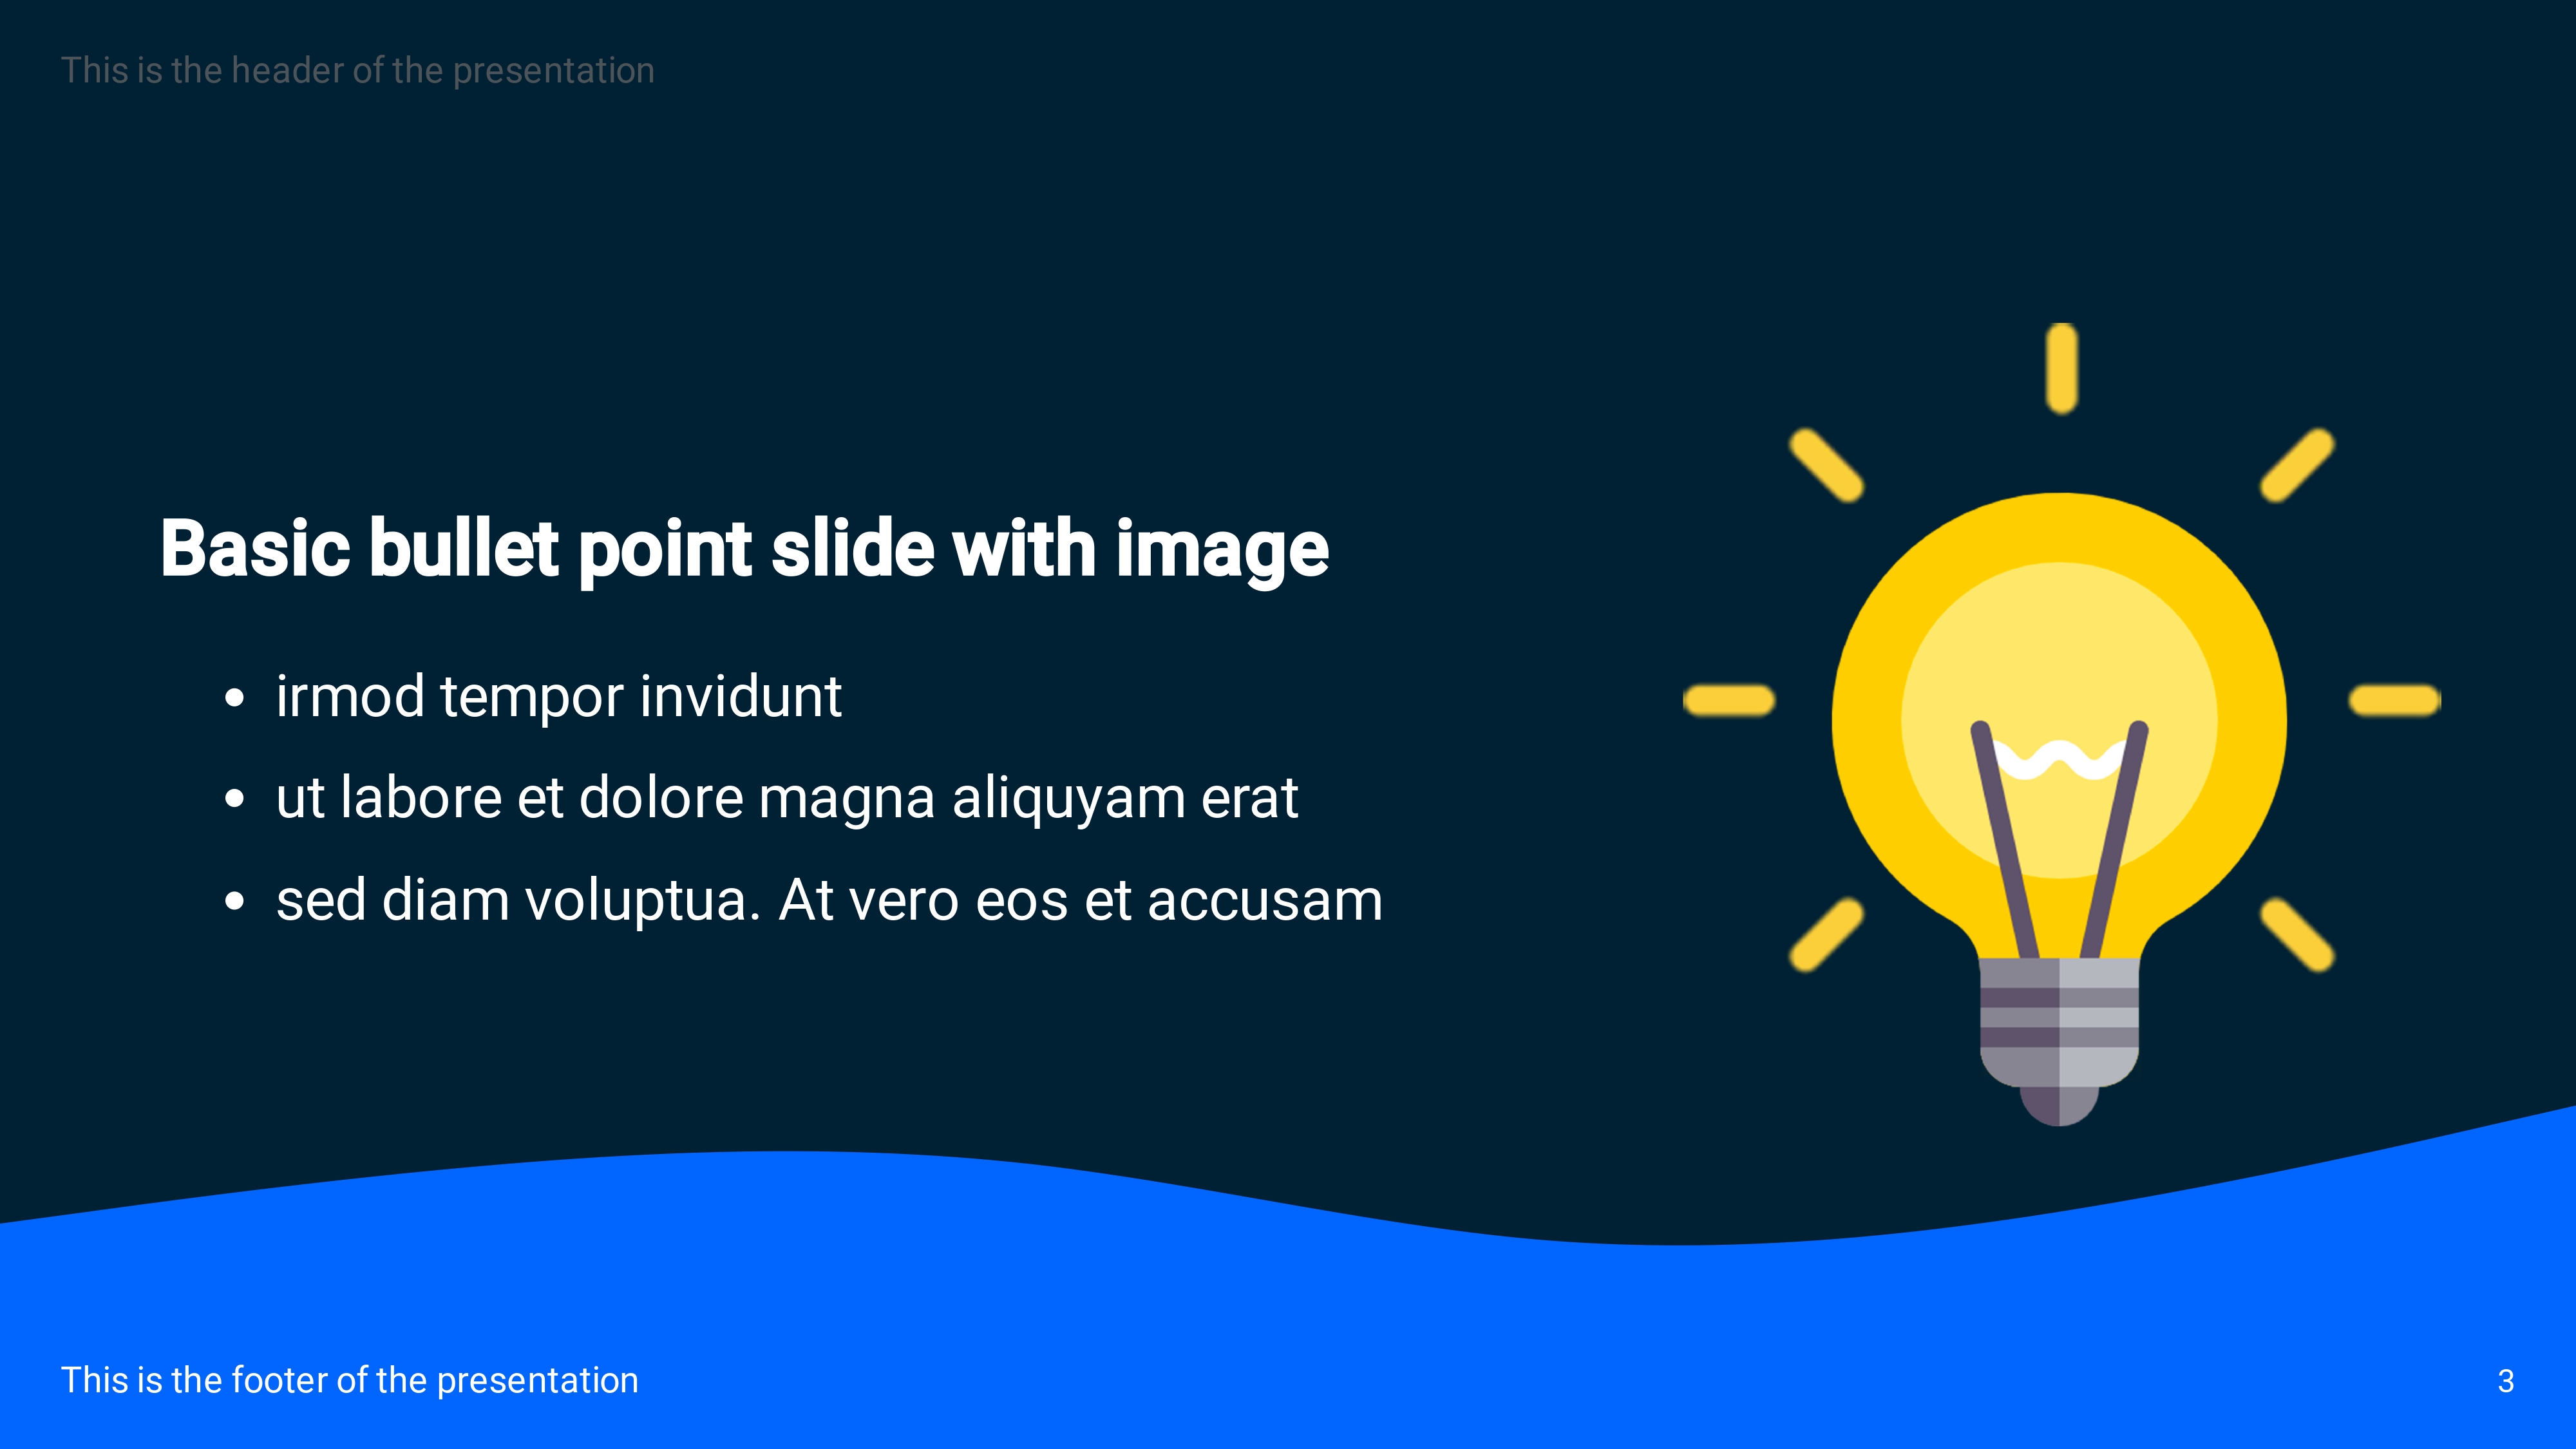 This is the header of the presentation
Basic bullet point slide with image
• irmod tempor invidunt
• ut labore et dolore magna aliquyam erat
• sed diam voluptua. At vero eos et accusam
This is the footer of the presentation
3